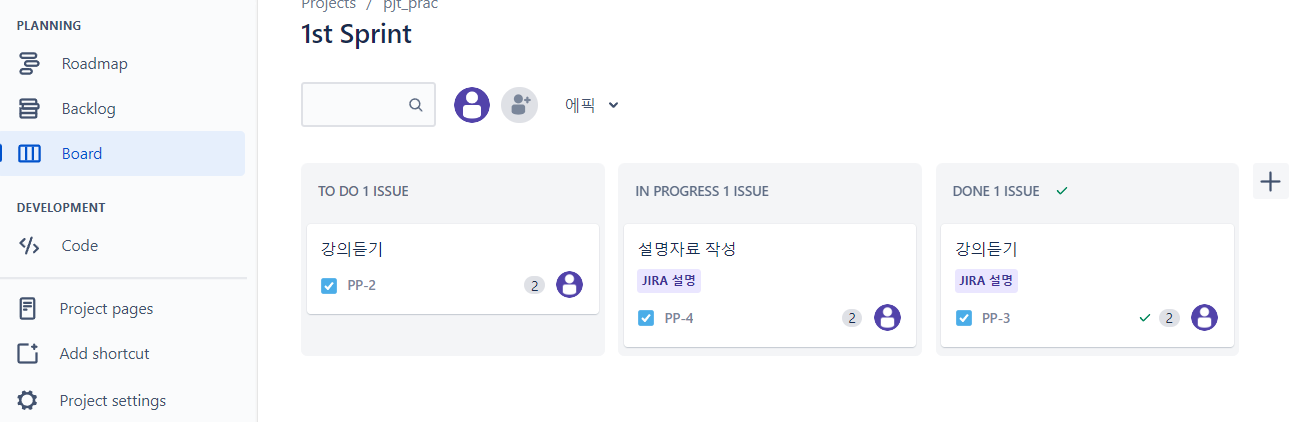 PLANNING
Roadmap
Backlog
Board
DEVELOPMENT
Code
Project pages
Add shortcut
Project settings
Projects / pjt_prac
1st Sprint
에픽
TO DO 1 ISSUE
강의듣기
PP-2
2
IN PROGRESS 1 ISSUE
설명자료 작성
JIRA 설명
PP-4
2
DONE 1 ISSUE
강의듣기
JIRA 설명
PP-3
2